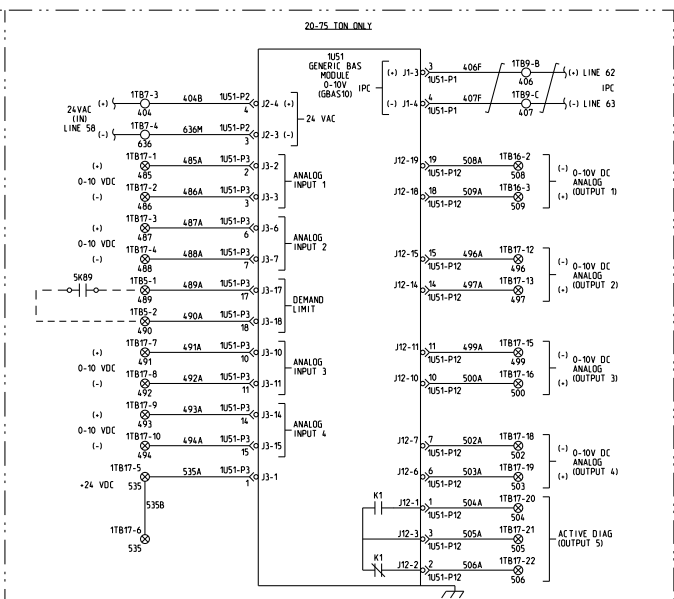 20-75 TON ONLY
1U51
GENERIC BAS
MODULE
0-10V
(GBAS10)
IPC
(+) J1-3
3
1U51-P1
406F
1TB9-B
406
(+) LINE 62
IPC
(-) J1-4
4
1U51-P1
407F
1TB9-C
407
(-) LINE 63
24VAC
(IN)
LINE 58
(+)
1TB7-3
404
404B
1U51-P2
4
J2-4 (+)
24 VAC
(-)
1TB7-4
636
636M
1U51-P2
3
J2-3 (-)
(+)
0-10 VDC
(-)
1TB17-1
485
485A
1U51-P3
2
J3-2
ANALOG
INPUT 1
1TB17-2
486
486A
1U51-P3
3
J3-3
(+)
0-10 VDC
(-)
1TB17-3
487
487A
1U51-P3
6
J3-6
ANALOG
INPUT 2
1TB17-4
488
488A
1U51-P3
7
J3-7
5K89
1TB5-1
489
489A
1U51-P3
17
J3-17
DEMAND
LIMIT
1TB5-2
490
490A
1U51-P3
18
J3-18
(+)
0-10 VDC
(-)
1TB17-7
491
491A
1U51-P3
10
J3-10
ANALOG
INPUT 3
1TB17-8
492
492A
1U51-P3
11
J3-11
(+)
0-10 VDC
(-)
1TB17-9
493
493A
1U51-P3
14
J3-14
ANALOG
INPUT 4
1TB17-10
494
494A
1U51-P3
15
J3-15
+24 VDC
1TB17-5
535
535A
1U51-P3
1
J3-1
535B
1TB17-6
535
J12-19
19
508A
1TB16-2
508
(-)
0-10V DC
ANALOG
(OUTPUT 1)
(+)
J12-18
18
1U51-P12
509A
1TB16-3
509
J12-15
15
1U51-P12
496A
1TB17-12
496
(-)
0-10V DC
ANALOG
(OUTPUT 2)
(+)
J12-14
14
1U51-P12
497A
1TB17-13
497
J12-11
11
1U51-P12
499A
1TB17-15
499
(-)
0-10V DC
ANALOG
(OUTPUT 3)
(+)
J12-10
10
1U51-P12
500A
1TB17-16
500
J12-7
7
1U51-P12
502A
1TB17-18
502
(-)
0-10V DC
ANALOG
(OUTPUT 4)
(+)
J12-6
6
1U51-P12
503A
1TB17-19
503
K1
J12-1
1
1U51-P12
504A
1TB17-20
504
ACTIVE DIAG
(OUTPUT 5)
J12-3
3
1U51-P12
505A
1TB17-21
505
K1
J12-2
2
1U51-P12
506A
1TB17-22
506